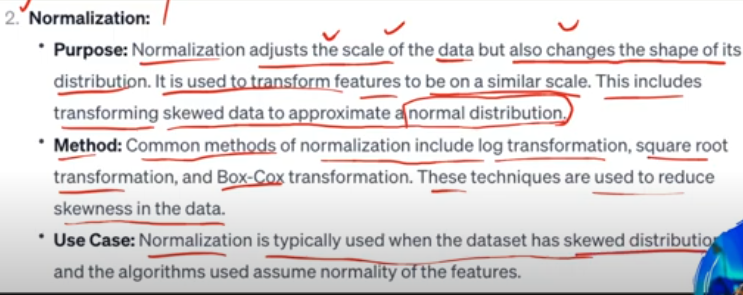 2. Normalization:
• Purpose: Normalization adjusts the scale of the data but also changes the shape of its
distribution. It is used to transform features to be on a similar scale. This includes
transforming skewed data to approximate a normal distribution.
• Method: Common methods of normalization include log transformation, square root
transformation, and Box-Cox transformation. These techniques are used to reduce
skewness in the data.
• Use Case: Normalization is typically used when the dataset has skewed distributio
and the algorithms used assume normality of the features.